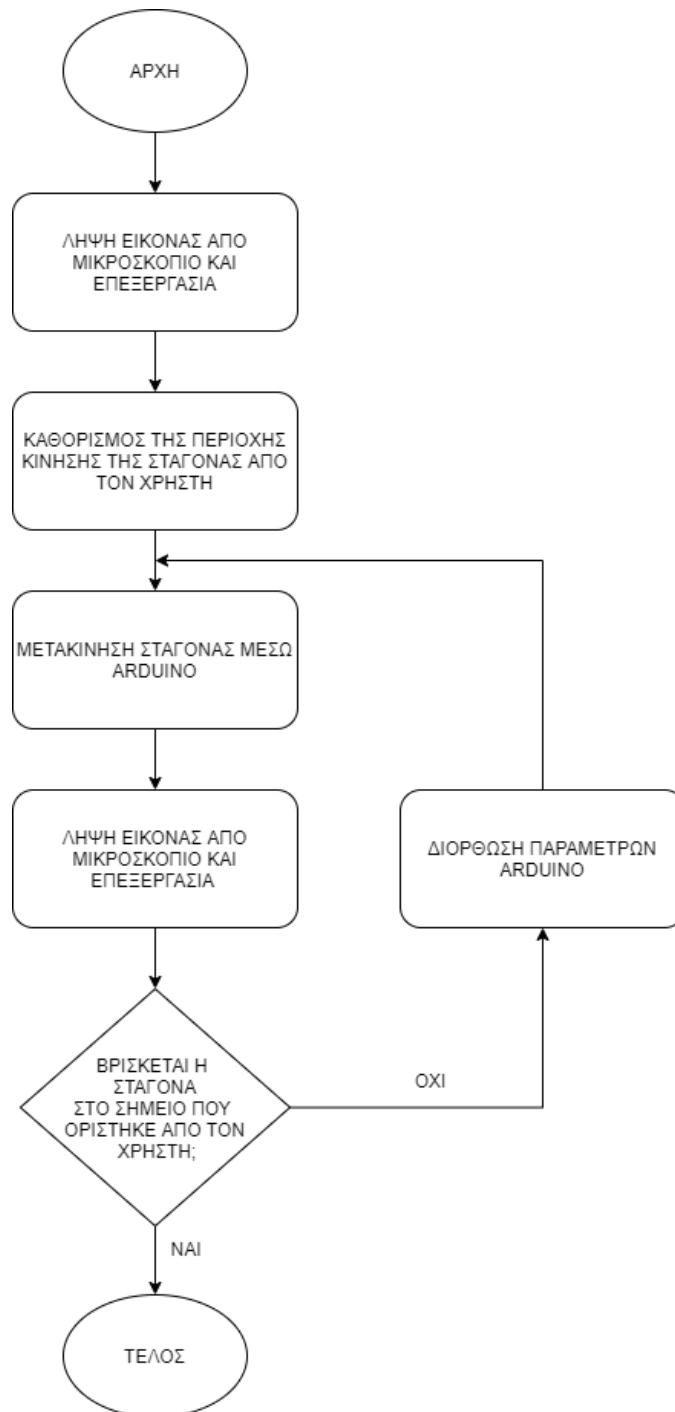 ΑΡΧΗ
ΛΗΨΗ ΕΙΚΟΝΑΣ ΑΠΟ
ΜΙΚΡΟΣΚΟΠΙΟ ΚΑΙ
ΕΠΕΞΕΡΓΑΣΙΑ
ΚΑΘΟΡΙΣΜΟΣ ΤΗΣ ΠΕΡΙΟΧΗΣ
ΚΙΝΗΣΗΣ ΤΗΣ ΣΤΑΓΟΝΑΣ ΑΠΟ
ΤΟΝ ΧΡΗΣΤΗ
ΜΕΤΑΚΙΝΗΣΗ ΣΤΑΓΟΝΑΣ ΜΕΣΩ
ARDUINO
ΛΗΨΗ ΕΙΚΟΝΑΣ ΑΠΟ
ΜΙΚΡΟΣΚΟΠΙΟ ΚΑΙ
ΕΠΕΞΕΡΓΑΣΙΑ
ΔΙΟΡΘΩΣΗ ΠΑΡΑΜΕΤΡΩΝ
ARDUINO
ΒΡΙΣΚΕΤΑΙ Η
ΣΤΑΓΟΝΑ
ΣΤΟ ΣΗΜΕΙΟ ΠΟΥ
ΟΡΙΣΤΗΚΕ ΑΠΟ ΤΟΝ
ΧΡΗΣΤΗ;
ΟΧΙ
ΝΑΙ
ΤΕΛΟΣ